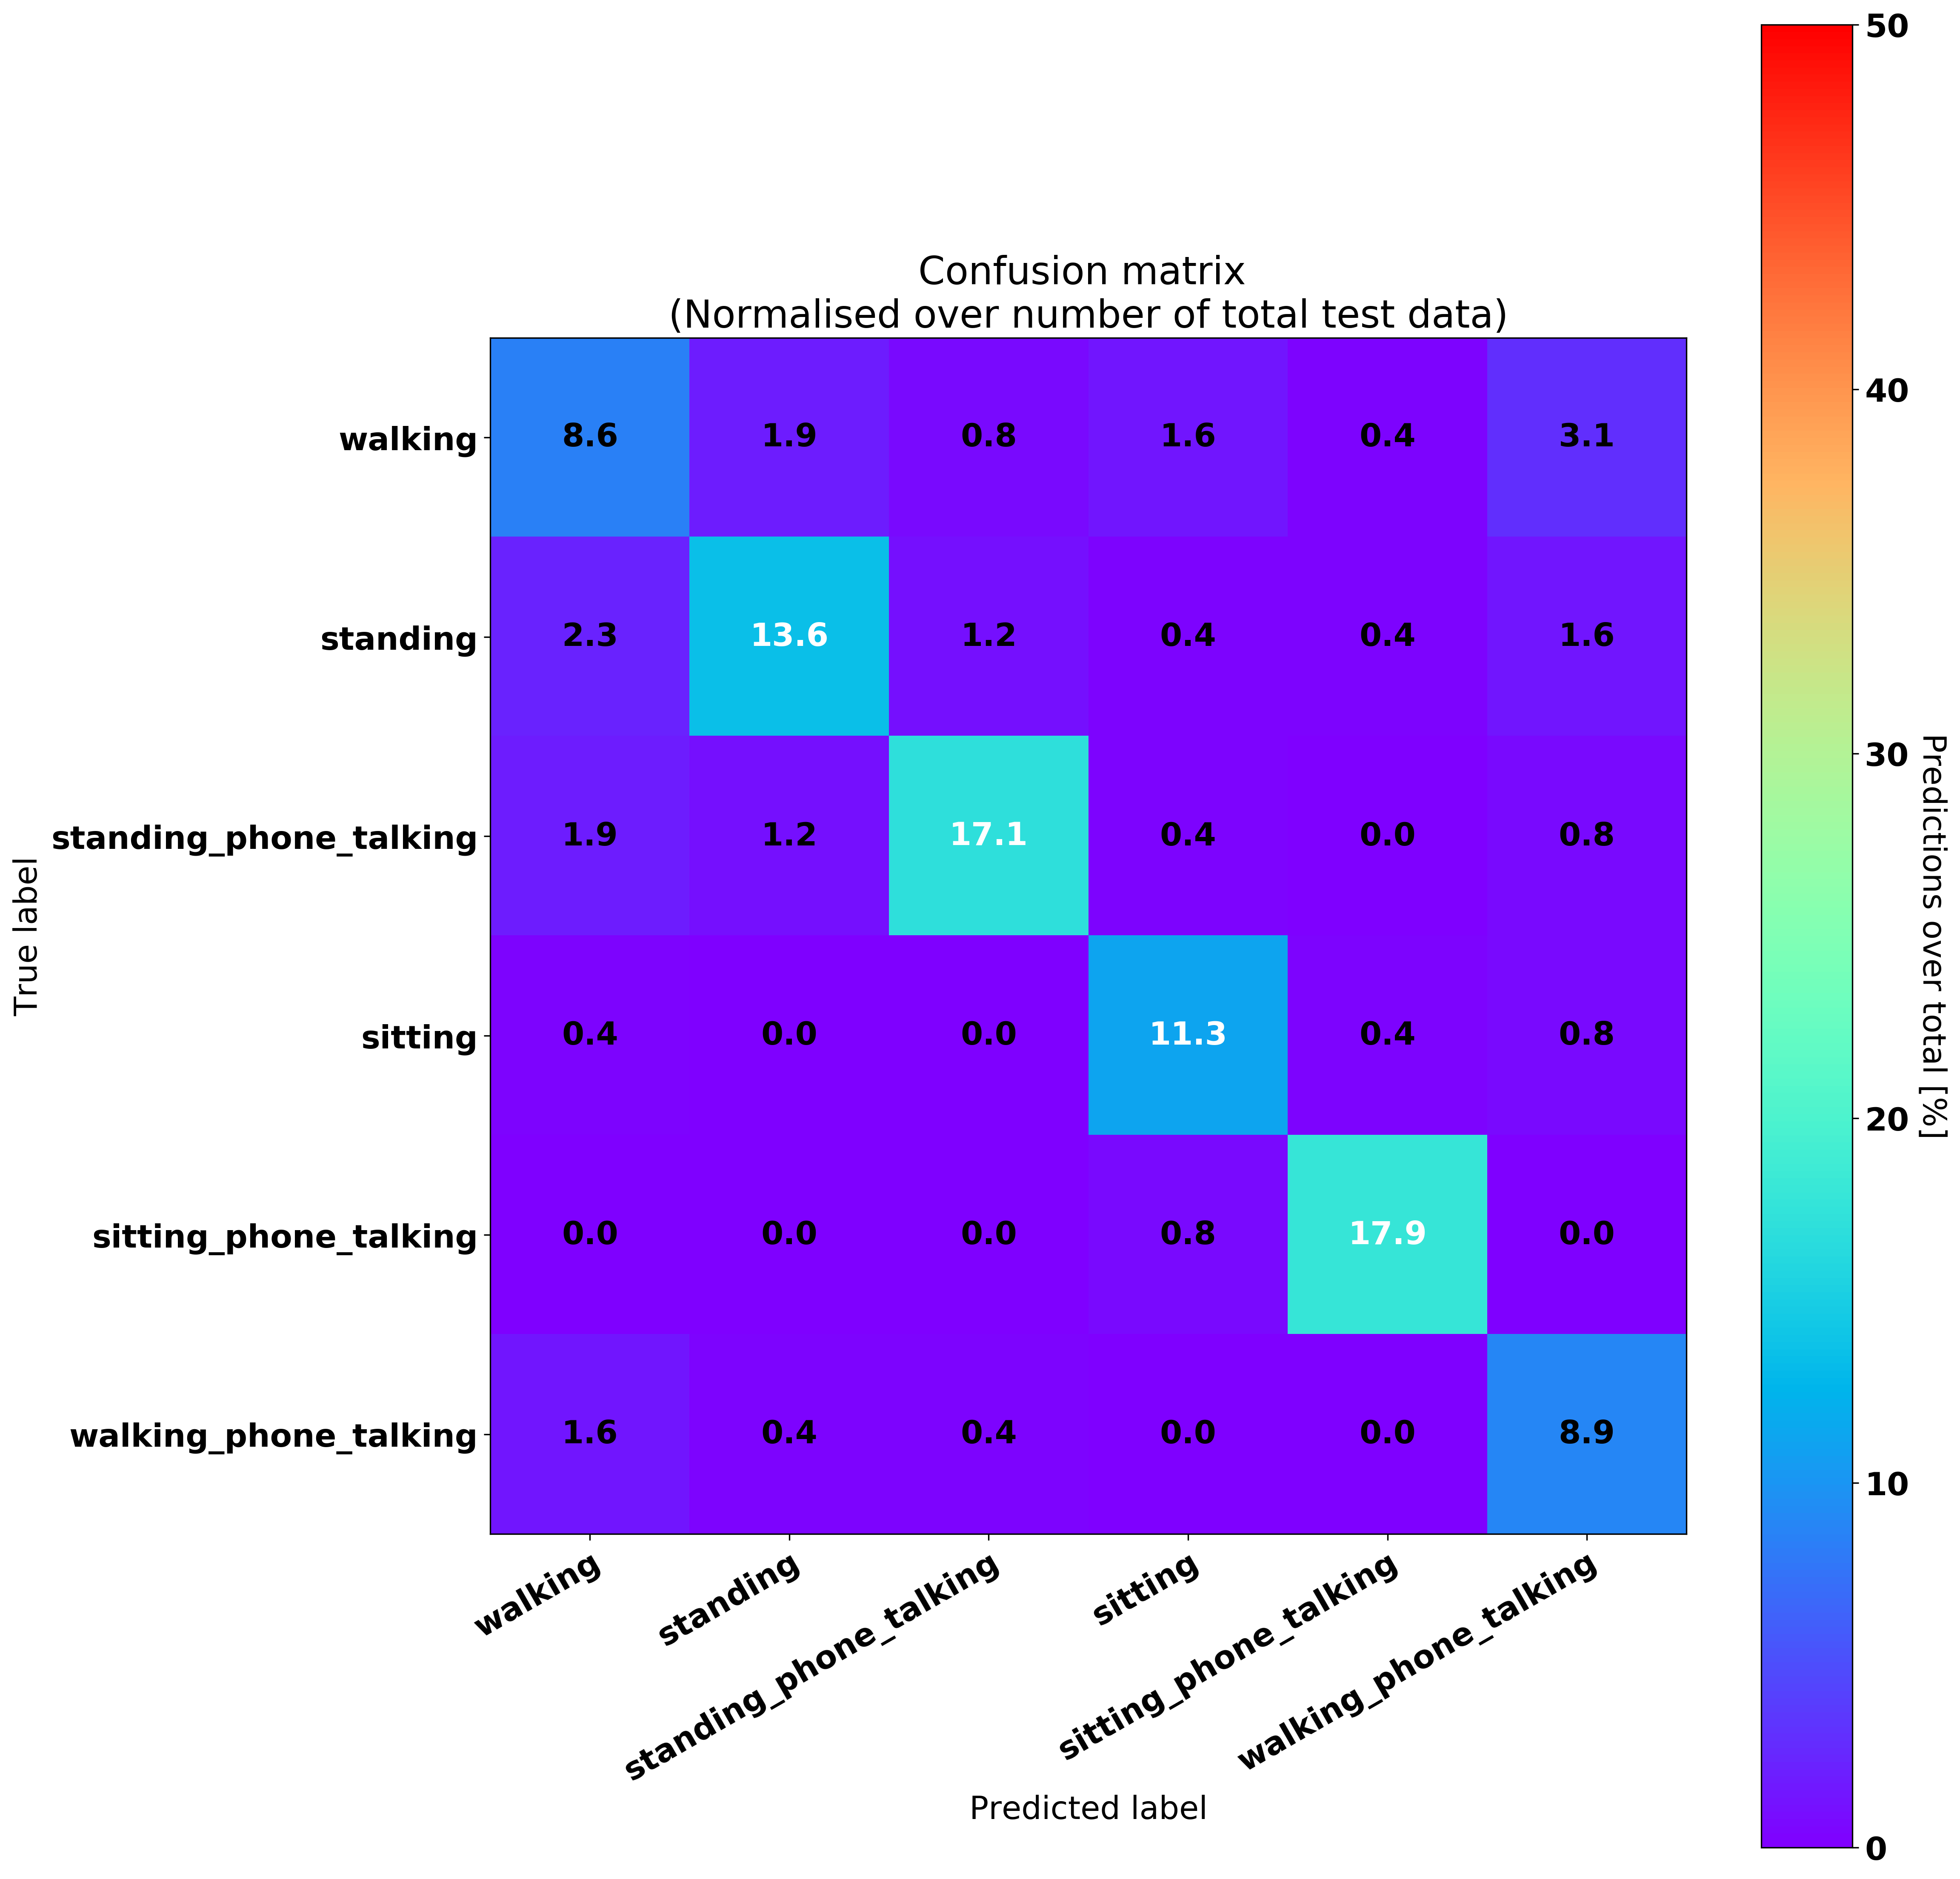 Confusion matrix
(Normalised over number of total test data)
True label
walking 8.6 1.9 0.8 1.6 0.4 3.1
standing 2.3 13.6 1.2 0.4 0.4 1.6
standing_phone_talking 1.9 1.2 17.1 0.4 0.0 0.8
sitting 0.4 0.0 0.0 11.3 0.4 0.8
sitting_phone_talking 0.0 0.0 0.0 0.8 17.9 0.0
walking_phone_talking 1.6 0.4 0.4 0.0 0.0 8.9
walking
standing
standing_phone_talking
sitting
sitting_phone_talking
walking_phone_talking
Predicted label
50
40
30
20
10
0
Predictions over total [%]